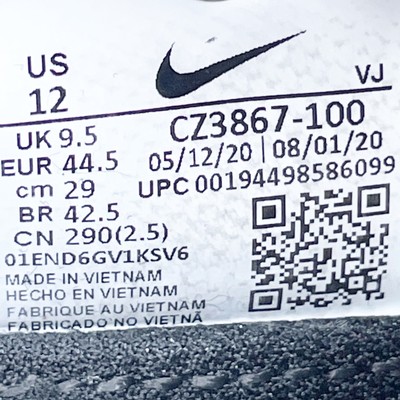 US
12
VJ
CZ3867-100
UK 9.5
05/12/20 | 08/01/20
EUR 44.5
UPC 00194498586099
cm 29
BR 42.5
CN 290(2.5)
01END6GV1KSV6
MADE IN VIETNAM
HECHO EN VIETNAM
FABRIQUE AU VIETNAM
FABRICADO NO VIETNÃ